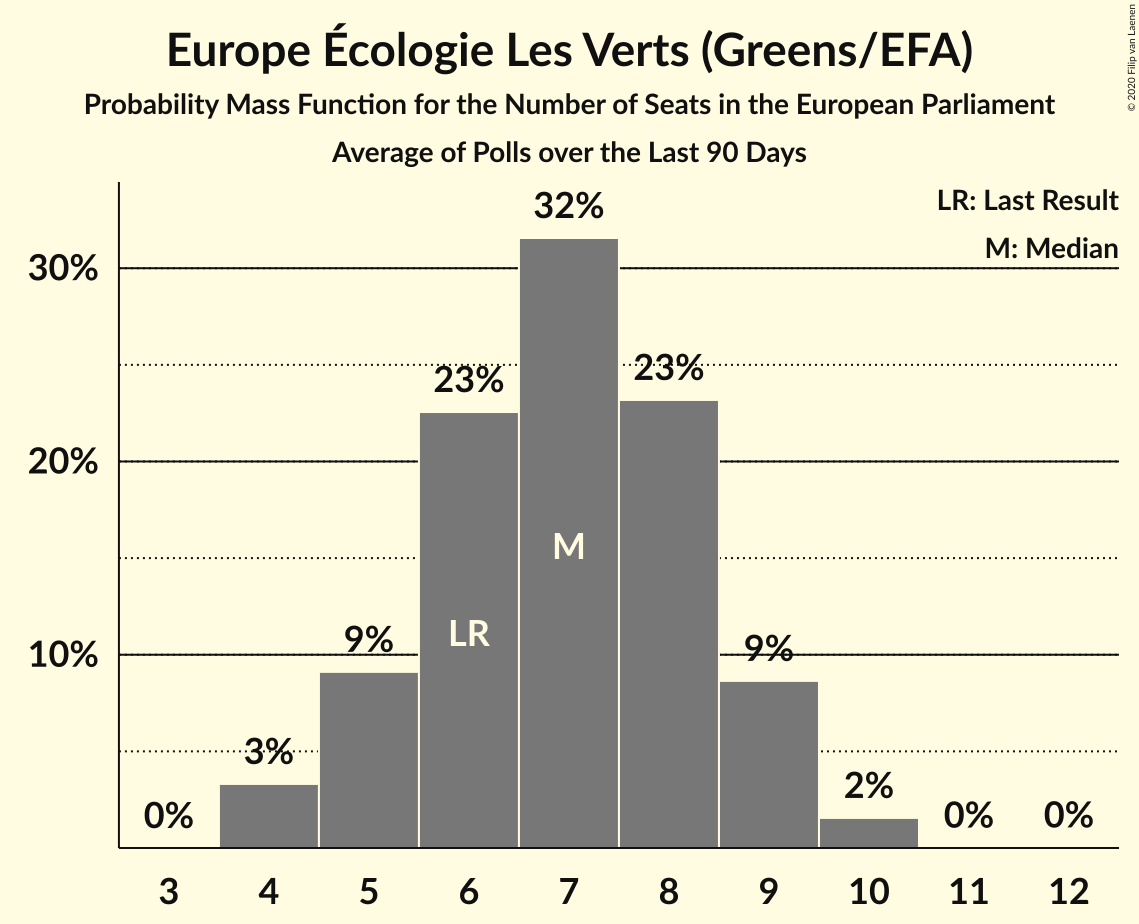 Europe Écologie Les Verts (Greens/EFA)
Probability Mass Function for the Number of Seats in the European Parliament
Average of Polls over the Last 90 Days
© 2020 Filip van Laenen
LR: Last Result
M: Median
32%
30%
23%
23%
20%
M
LR
9%
9%
10%
3%
2%
0%
0%
0%
3 4 5 6 7 8 9 10 11 12